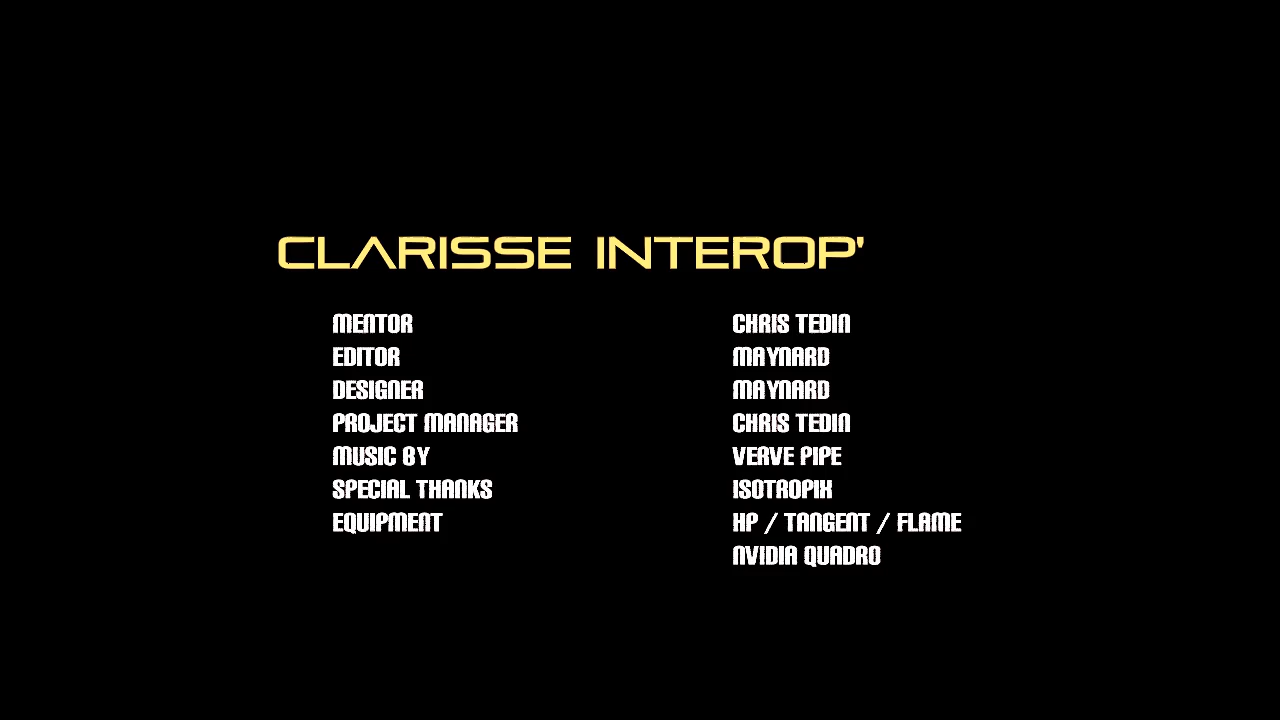 CLARISSE INTEROP'
MENTOR CHRIS TEDIN
EDITOR MAYNARD
DESIGNER MAYNARD
PROJECT MANAGER CHRIS TEDIN
MUSIC BY VERVE PIPE
SPECIAL THANKS ISOTROPIX
EQUIPMENT HP / TANGENT / FLAME
NVIDIA QUADRO